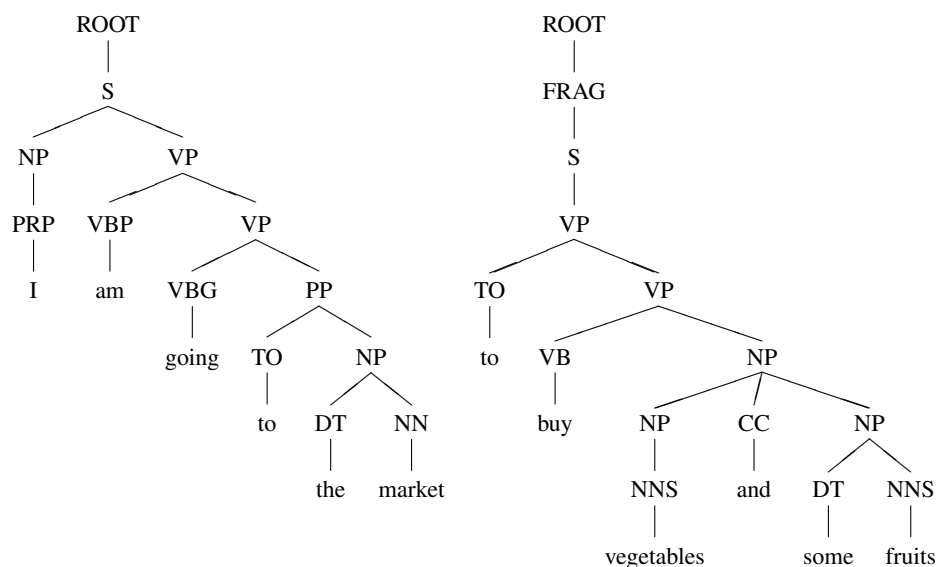 ROOT ROOT
S FRAG
NP VP S
PRP VBP VP VP
I am VBG PP TO VP
going TO NP to VB NP
to DT NN buy NP CC NP
the market NNS and DT NNS
vegetables some fruits